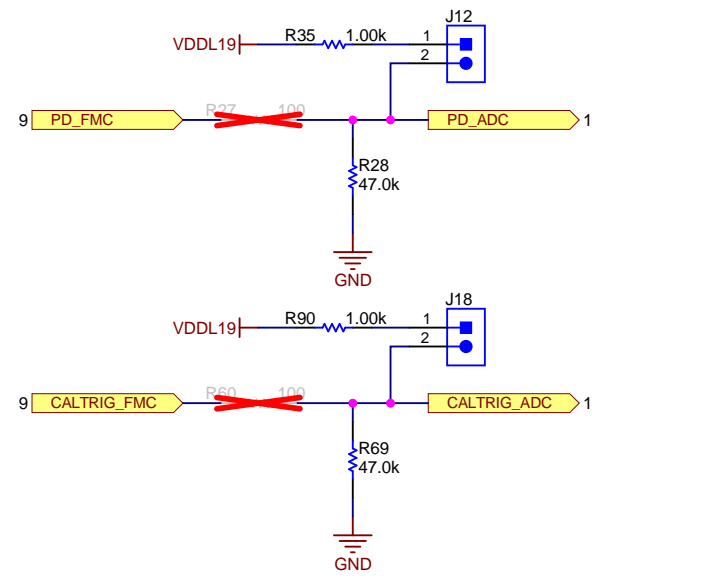 J12
VDDL19 R35 1.00k 1
2
9 PD_FMC R27 100 PD_ADC 1
R28
47.0k
GND
J18
VDDL19 R90 1.00k 1
2
9 CALTRIG_FMC R60 100 CALTRIG_ADC 1
R69
47.0k
GND